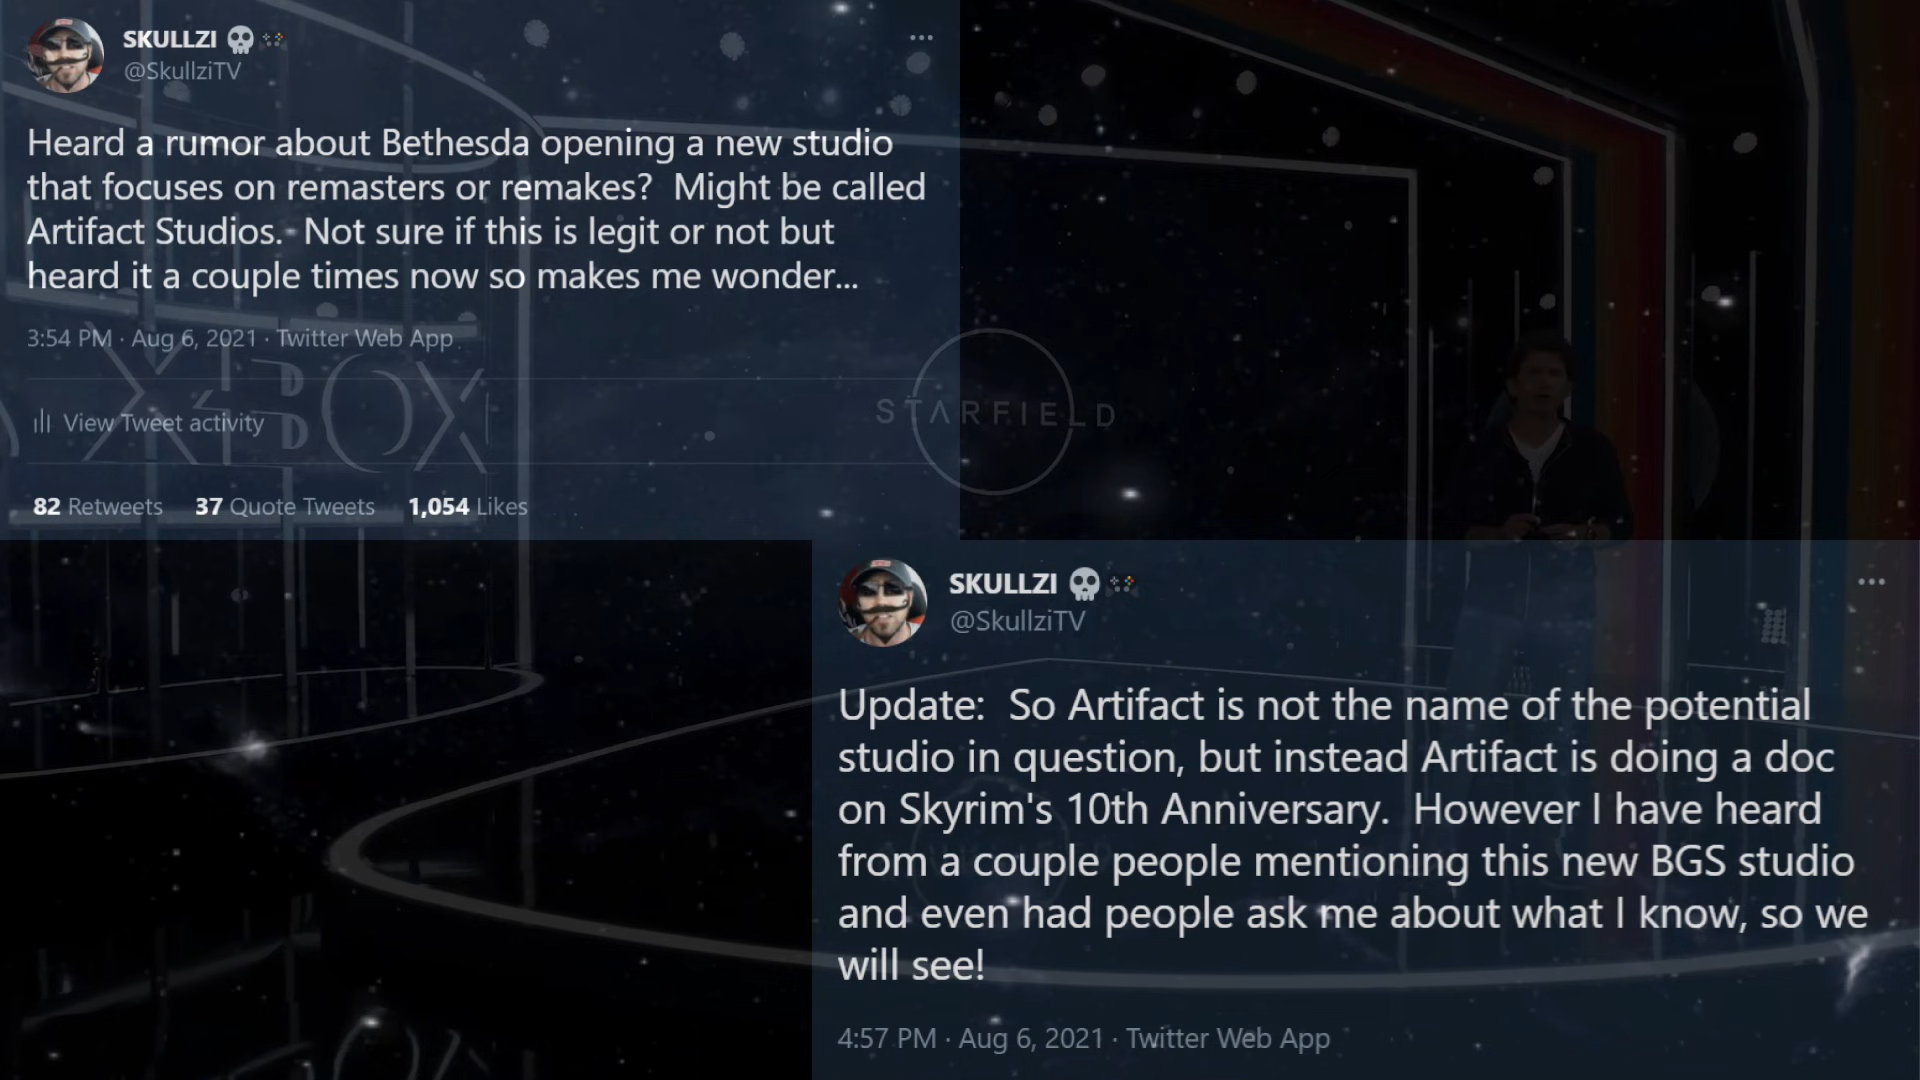 SKULLZI
@SkullziTV
Heard a rumor about Bethesda opening a new studio
that focuses on remasters or remakes?  Might be called
Artifact Studios.  Not sure if this is legit or not but
heard it a couple times now so makes me wonder...
3:54 PM · Aug 6, 2021 · Twitter Web App
XBOX
View Tweet activity
STARFIELD
82 Retweets 37 Quote Tweets 1,054 Likes
SKULLZI
@SkullziTV
Update:  So Artifact is not the name of the potential
studio in question, but instead Artifact is doing a doc
on Skyrim's 10th Anniversary.  However I have heard
from a couple people mentioning this new BGS studio
and even had people ask me about what I know, so we
will see!
4:57 PM · Aug 6, 2021 · Twitter Web App